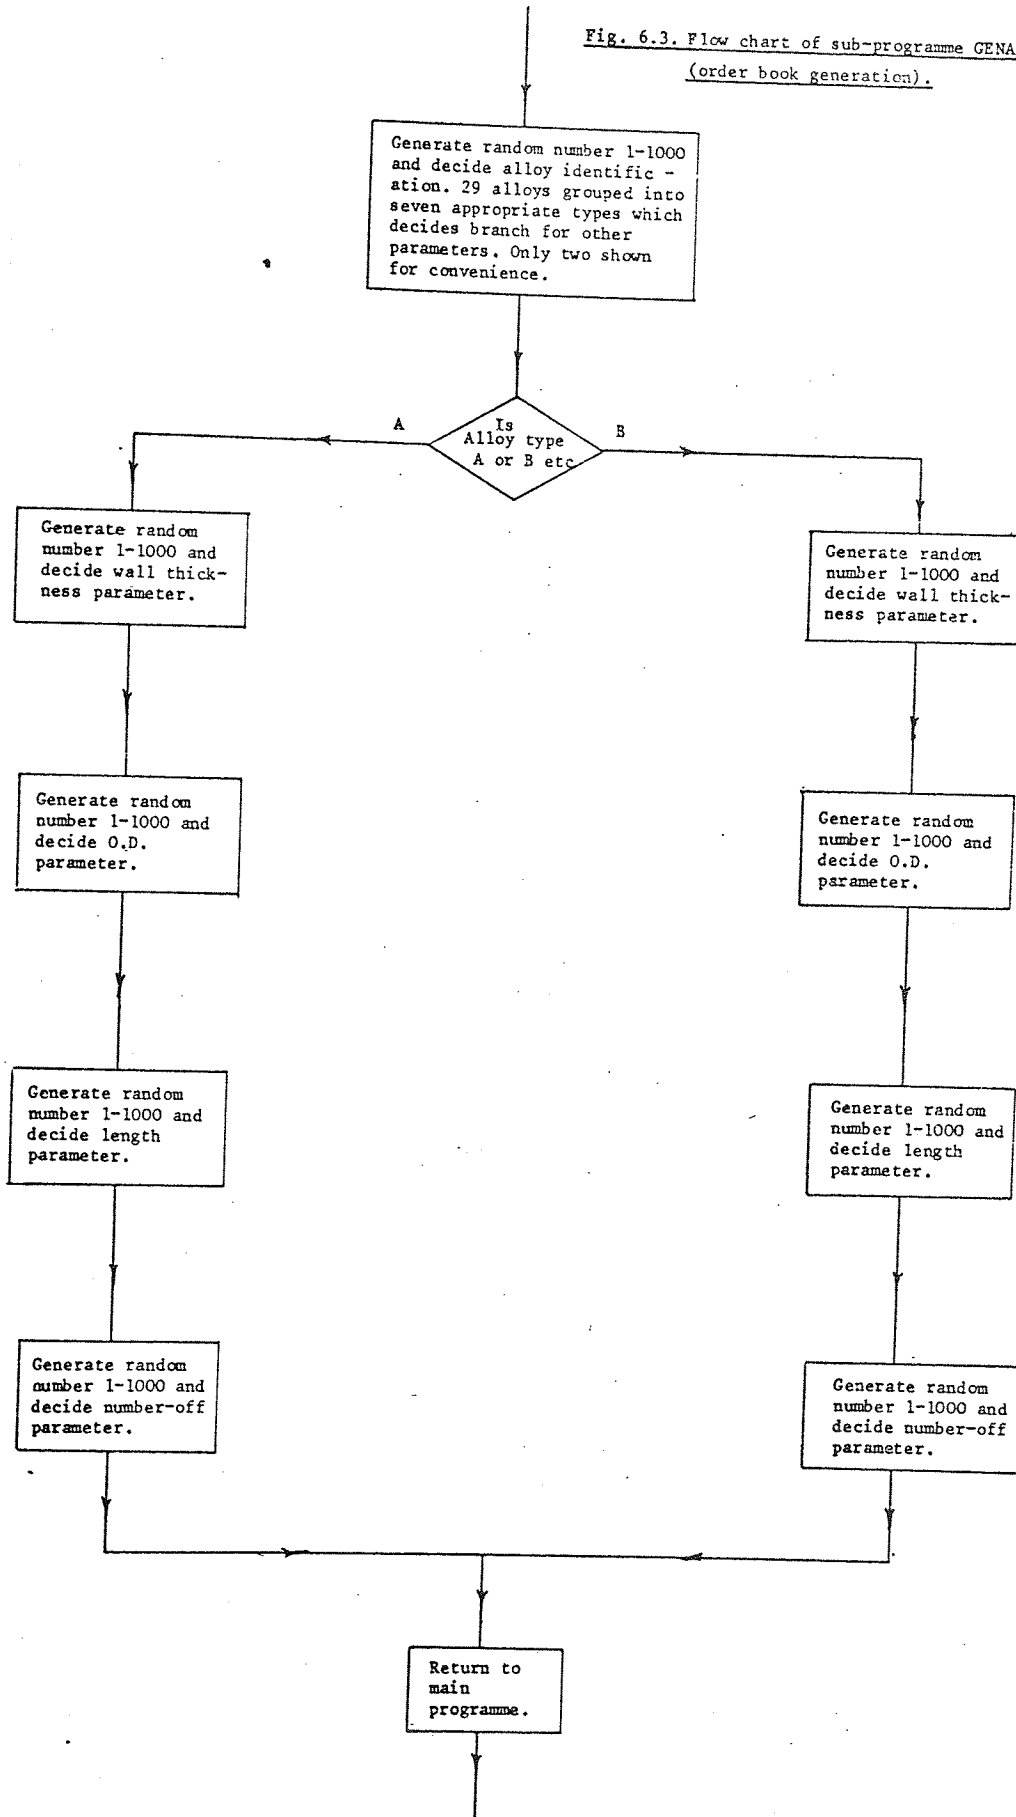 Fig. 6.3. Flow chart of sub-programme GENA
(order book generation).
Generate random number 1-1000
and decide alloy identific -
ation. 29 alloys grouped into
seven appropriate types which
decides branch for other
parameters. Only two shown
for convenience.
A
Is
Alloy type
A or B etc
B
Generate random
number 1-1000 and
decide wall thick-
ness parameter.
Generate random
number 1-1000 and
decide O.D.
parameter.
Generate random
number 1-1000 and
decide length
parameter.
Generate random
number 1-1000 and
decide number-off
parameter.
Generate random
number 1-1000 and
decide wall thick-
ness parameter.
Generate random
number 1-1000 and
decide O.D.
parameter.
Generate random
number 1-1000 and
decide length
parameter.
Generate random
number 1-1000 and
decide number-off
parameter.
Return to
main
programme.